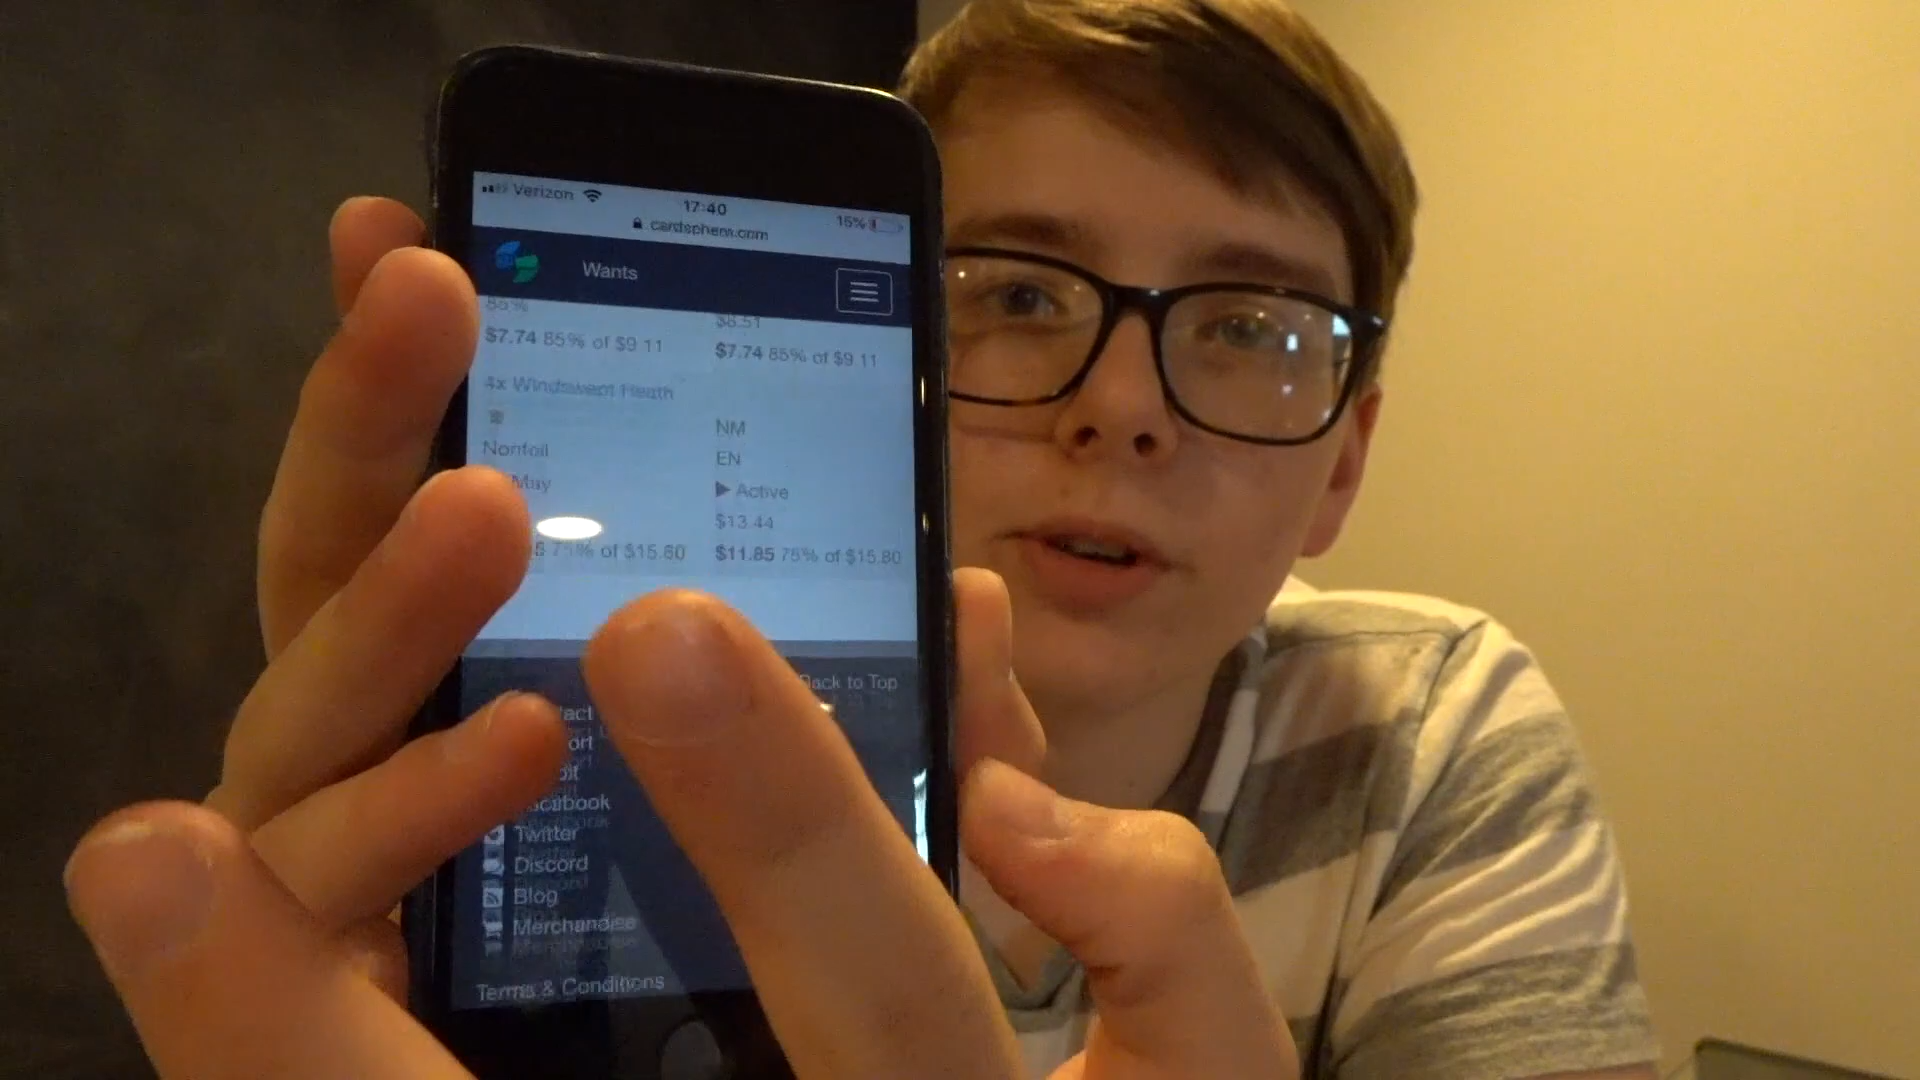 Verizon 17:40 15%
cardsphere.com
Wants
85% $8.51
$7.74 85% of $9.11 $7.74 85% of $9.11
4x Windswept Heath
NM
Nonfoil EN
May ▶ Active
$13.44
75% of $15.80 $11.85 75% of $15.80
Back to Top
Twitter
Discord
Blog
Merchandise
Terms & Conditions